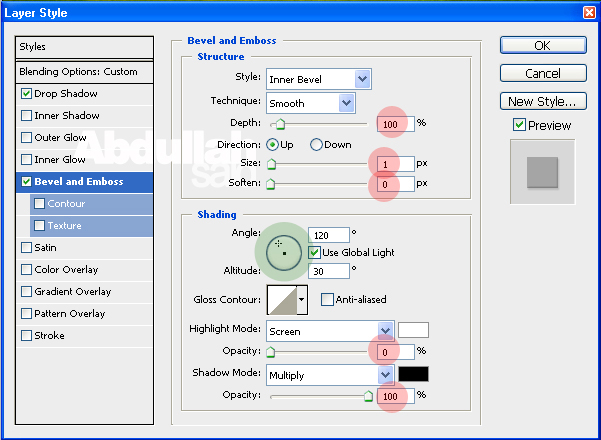 Layer Style
Styles
Blending Options: Custom
Drop Shadow
Inner Shadow
Outer Glow
Inner Glow
Bevel and Emboss
Contour
Texture
Satin
Color Overlay
Gradient Overlay
Pattern Overlay
Stroke
Bevel and Emboss
Structure
Style: Inner Bevel
Technique: Smooth
Depth: 100 %
Direction: Up Down
Size: 1 px
Soften: 0 px
Shading
Angle: 120 °
Use Global Light
Altitude: 30 °
Gloss Contour: Anti-aliased
Highlight Mode: Screen
Opacity: 0 %
Shadow Mode: Multiply
Opacity: 100 %
OK
Cancel
New Style...
Preview